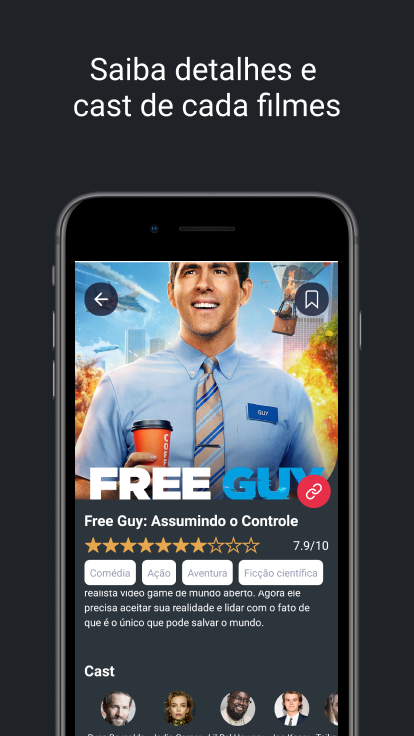 Saiba detalhes e
cast de cada filmes
GUY
COFFEE
FREE GUY
Free Guy: Assumindo o Controle
7.9/10
Comédia Ação Aventura Ficção científica
realista vídeo game de mundo aberto. Agora ele
precisa aceitar sua realidade e lidar com o fato de
que é o único que pode salvar o mundo.
Cast